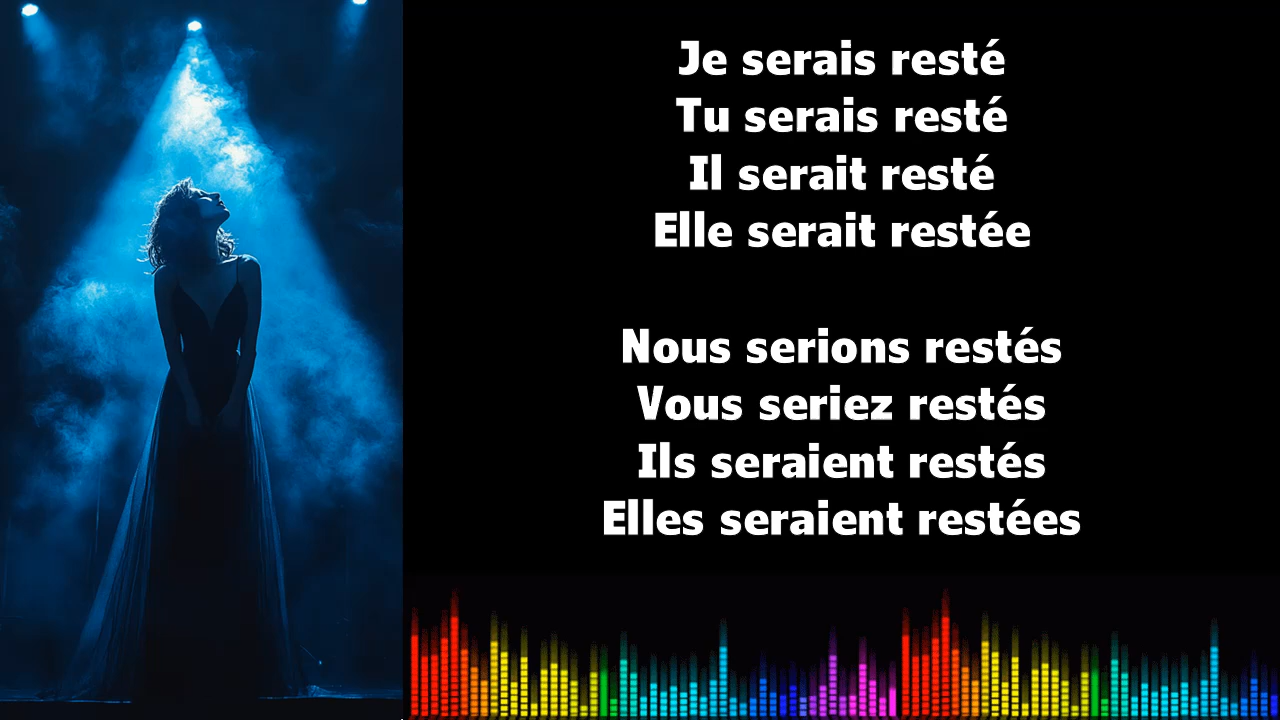 Je serais resté
Tu serais resté
Il serait resté
Elle serait restée
Nous serions restés
Vous seriez restés
Ils seraient restés
Elles seraient restées